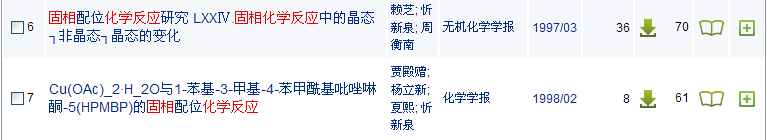 6 固相配位化学反应研究 LXXⅣ.固相化学反应中的晶态 赖芝; 忻 无机化学学报 1997/03 36 70
┐非晶态┐晶态的变化 新泉; 周
衡南
7 Cu(OAc)_2·H_2O与1-苯基-3-甲基-4-苯甲酰基吡唑啉 贾殿赠; 化学学报 1998/02 8 61
酮-5(HPMBP)的固相配位化学反应 杨立新;
夏熙; 忻
新泉